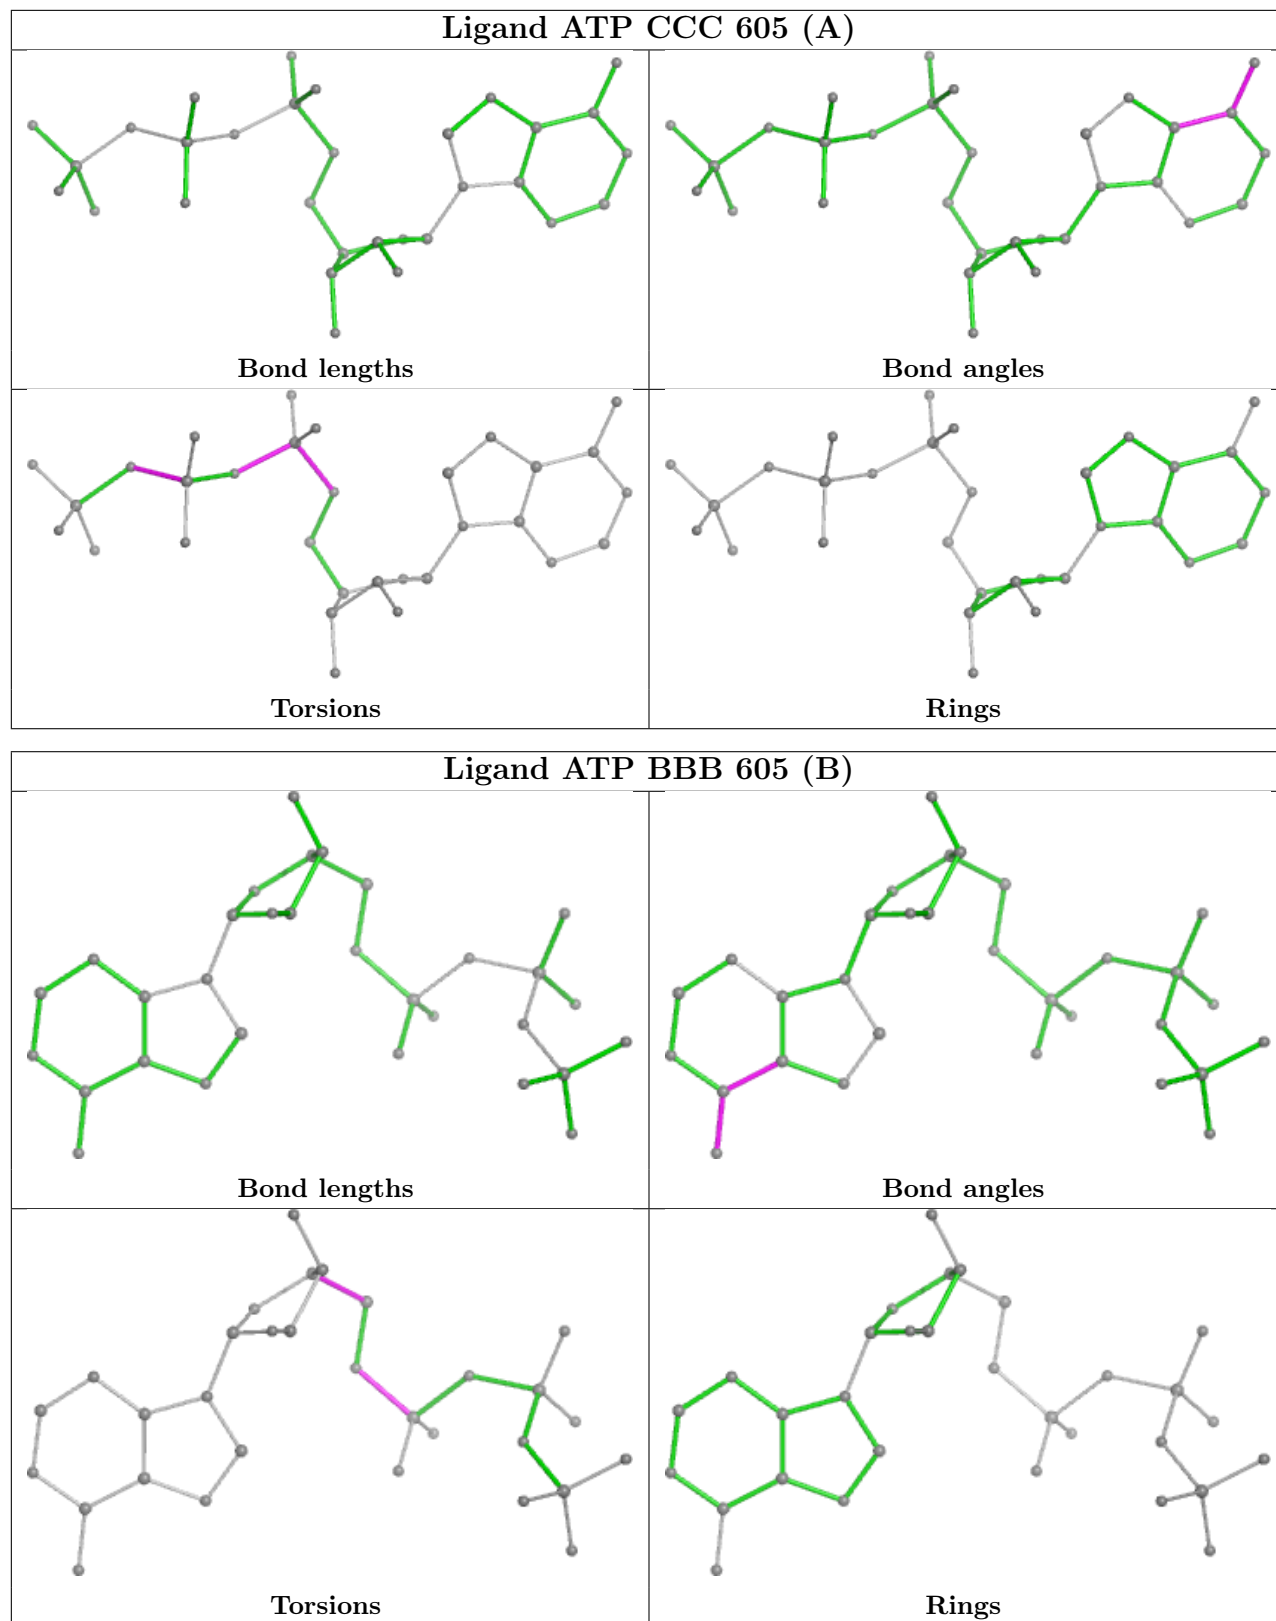 Ligand ATP CCC 605 (A)
Bond lengths
Bond angles
Torsions
Rings
Ligand ATP BBB 605 (B)
Bond lengths
Bond angles
Torsions
Rings